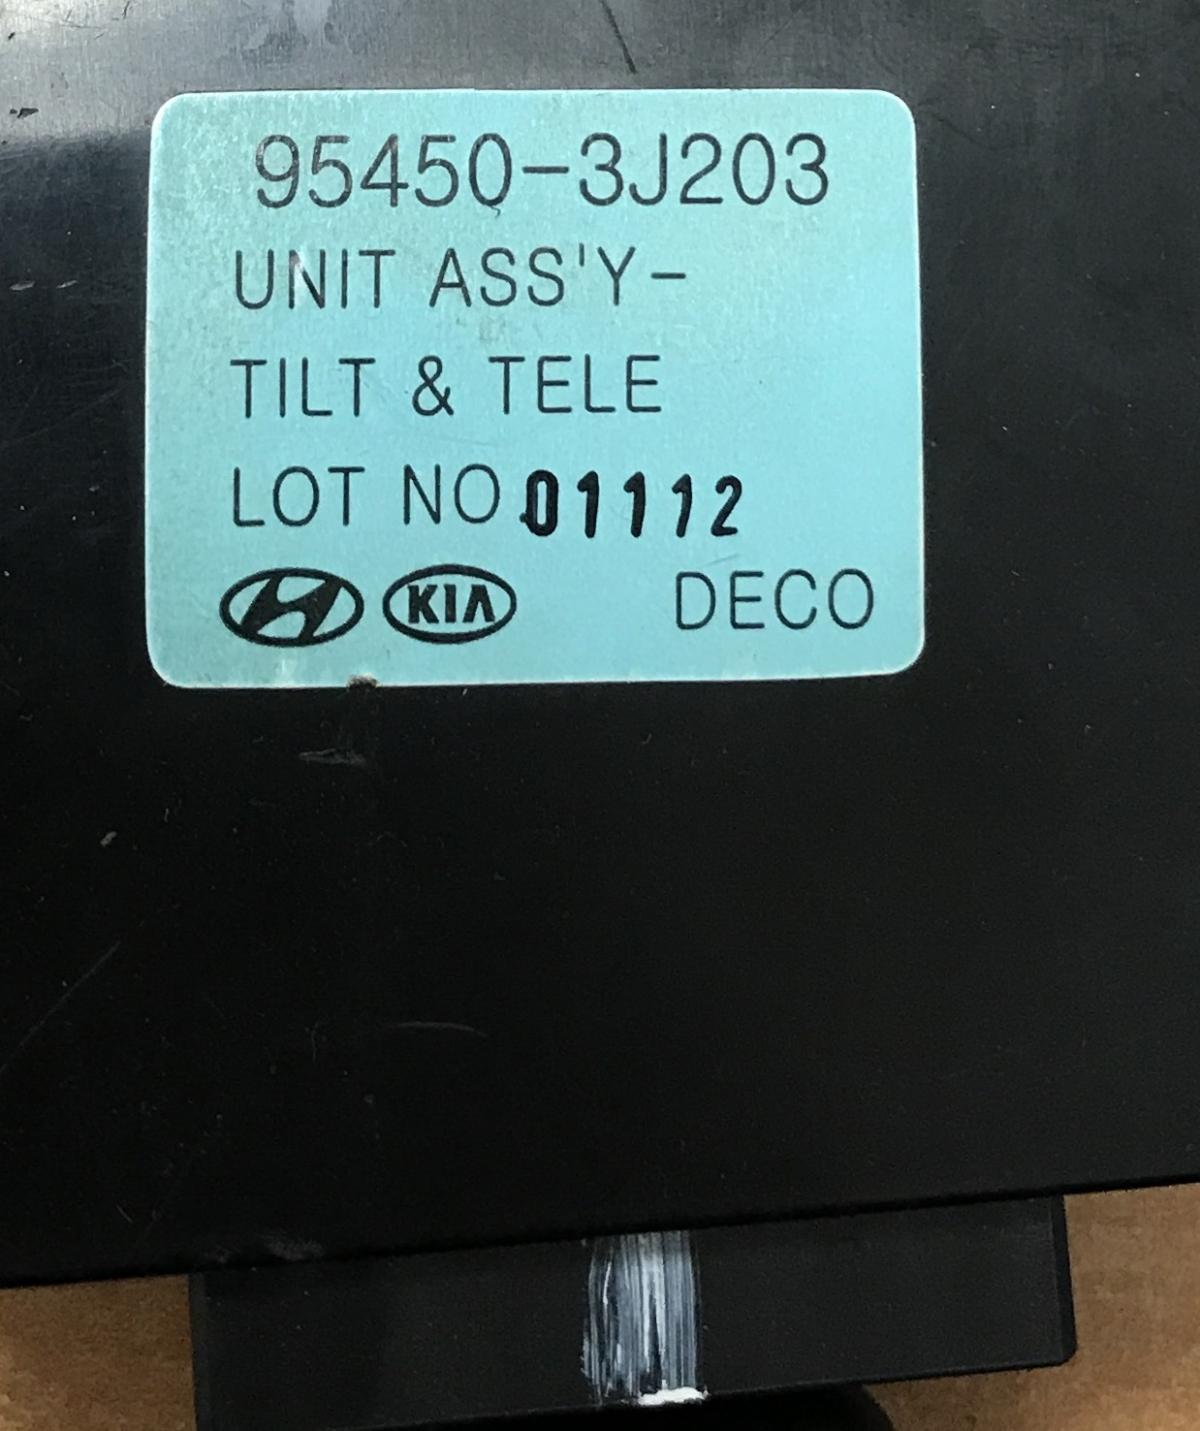 95450-3J203
UNIT ASS'Y-
TILT & TELE
LOT NO 01112
KIA DECO